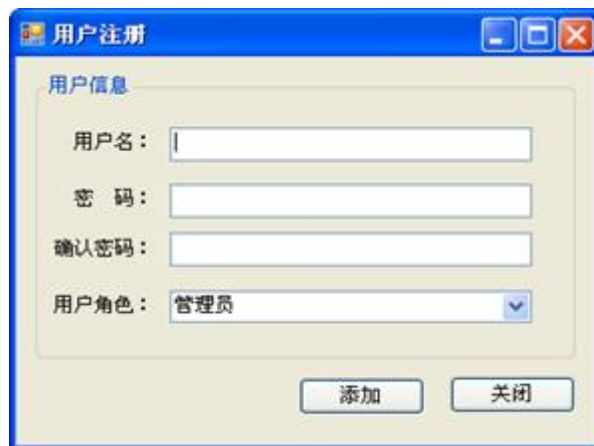 用户注册
用户信息
用户名：
密 码：
确认密码：
用户角色： 管理员
添加 关闭